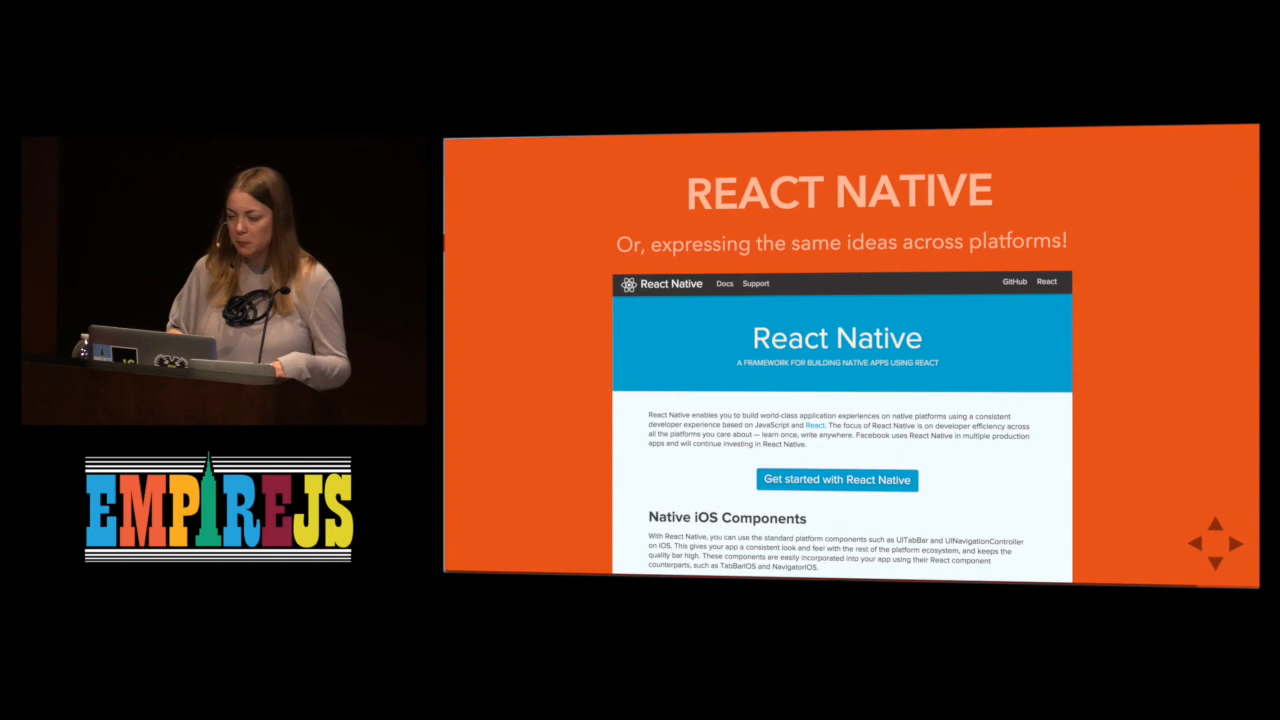 REACT NATIVE
Or, expressing the same ideas across platforms!
React Native Docs Support GitHub React
React Native
A FRAMEWORK FOR BUILDING NATIVE APPS USING REACT
React Native enables you to build world-class application experiences on native platforms using a consistent
developer experience based on JavaScript and React. The focus of React Native is on developer efficiency across
all the platforms you care about — learn once, write anywhere. Facebook uses React Native in multiple production
apps and will continue investing in React Native.
Get started with React Native
Native iOS Components
With React Native, you can use the standard platform components such as UITabBar and UINavigationController
on iOS. This gives your app a consistent look and feel with the rest of the platform ecosystem, and keeps the
quality bar high. These components are easily incorporated into your app using their React component
counterparts, such as TabBarIOS and NavigatorIOS.
EMPIREJS